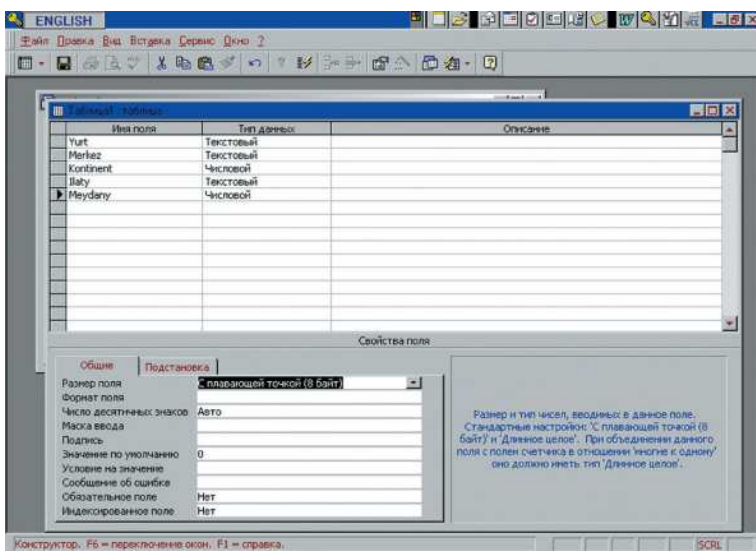 ENGLISH
Файл Правка Вид Вставка Сервис Окно ?
Таблица1 : таблица
Имя поля Тип данных Описание
Yurt Текстовый
Merkez Текстовый
Kontinent Числовой
Ilaty Текстовый
Meydany Числовой
Свойства поля
Общие Подстановка
Размер поля С плавающей точкой (8 байт)
Формат поля
Число десятичных знаков Авто
Маска ввода
Подпись
Значение по умолчанию 0
Условие на значение
Сообщение об ошибке
Обязательное поле Нет
Индексированное поле Нет
Размер и тип чисел, вводимых в данное поле.
Стандартные настройки: 'С плавающей точкой (8
байт)' и 'Длинное целое'. При объединении данного
поля с полем счетчика в отношении 'многие к одному'
оно должно иметь тип 'Длинное целое'.
Конструктор. F6 = переключение окон. F1 = справка. SCRL